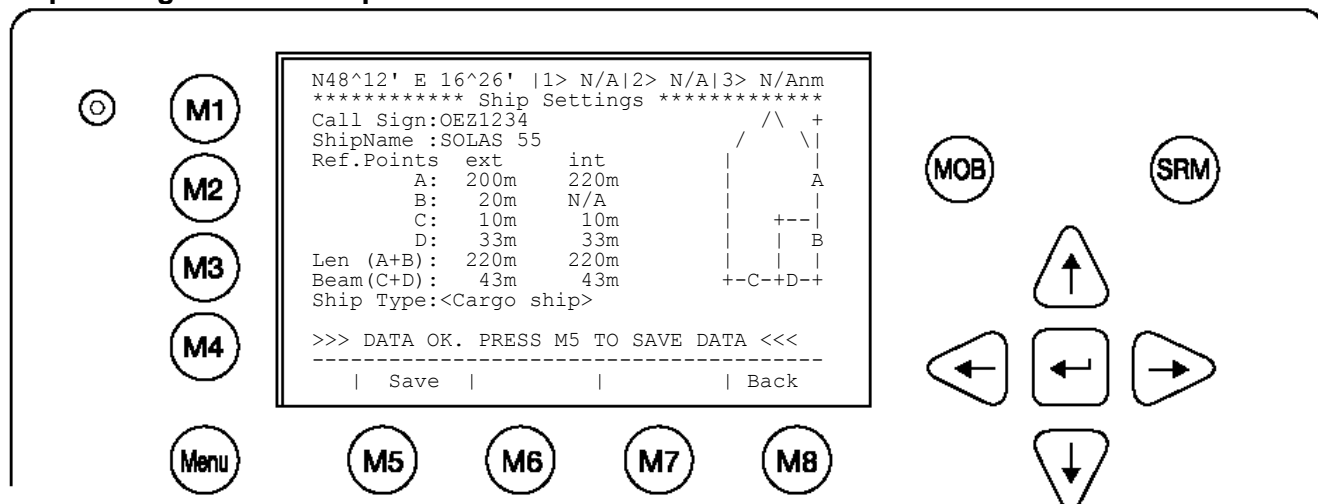 N48^12' E 16^26' |1> N/A|2> N/A|3> N/Anm
************ Ship Settings *************
Call Sign:OEZ1234 /\ +
ShipName :SOLAS 55 / \|
Ref.Points ext int | |
A: 200m 220m | A
B: 20m N/A | |
C: 10m 10m | +--|
D: 33m 33m | | B
Len (A+B): 220m 220m | | |
Beam(C+D): 43m 43m +-C-+D-+
Ship Type:<Cargo ship>
>>> DATA OK. PRESS M5 TO SAVE DATA <<<
----------------------------------------
| Save | | | Back
M1
M2
M3
M4
MOB
SRM
Menu
M5
M6
M7
M8